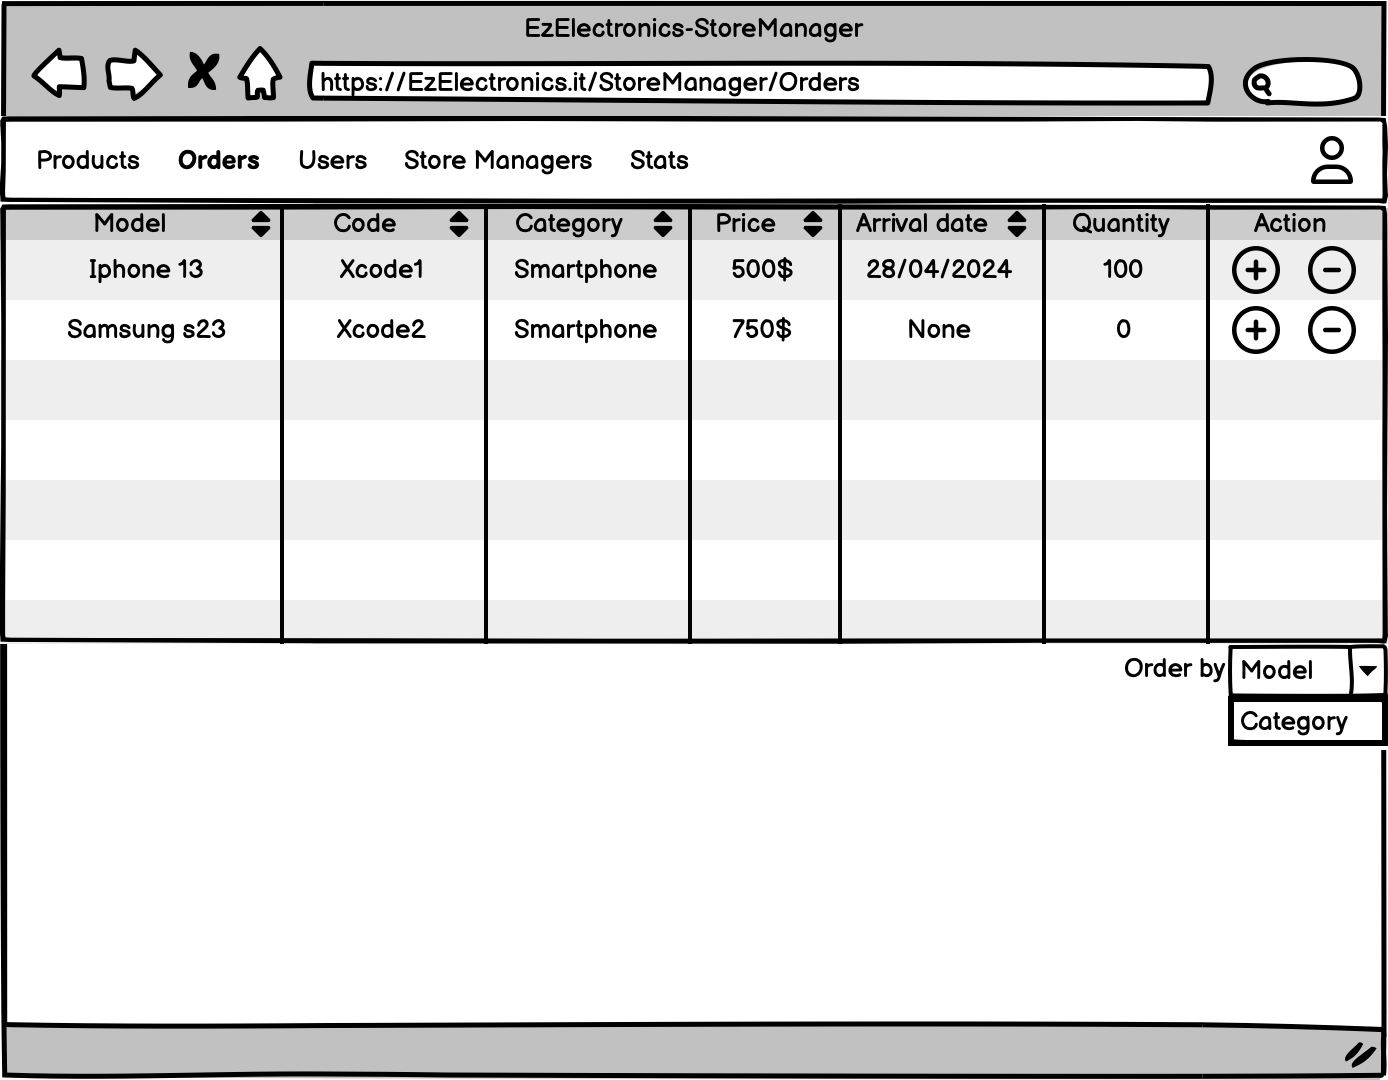 EzElectronics-StoreManager
https://EzElectronics.it/StoreManager/Orders
Products Orders Users Store Managers Stats
Model Code Category Price Arrival date Quantity Action
Iphone 13 Xcode1 Smartphone 500$ 28/04/2024 100
Samsung s23 Xcode2 Smartphone 750$ None 0
Order by Model
Category